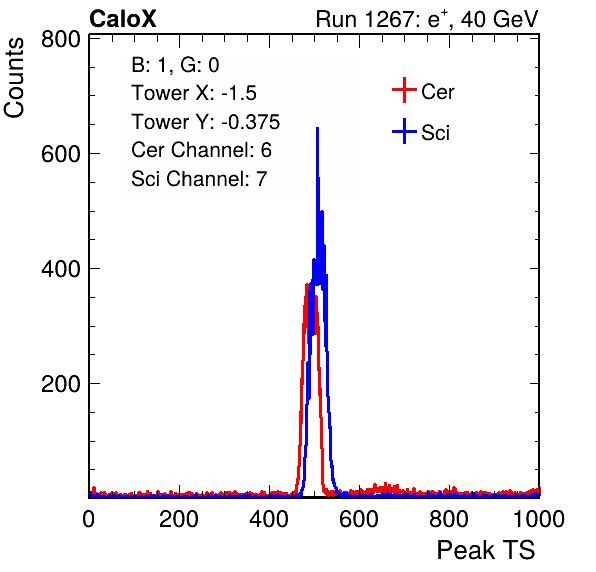 CaloX Run 1267: e⁺, 40 GeV
800
Counts
B: 1, G: 0
Tower X: -1.5
Tower Y: -0.375
Cer Channel: 6
Sci Channel: 7
Cer
Sci
600
400
200
0 200 400 600 800 1000
Peak TS